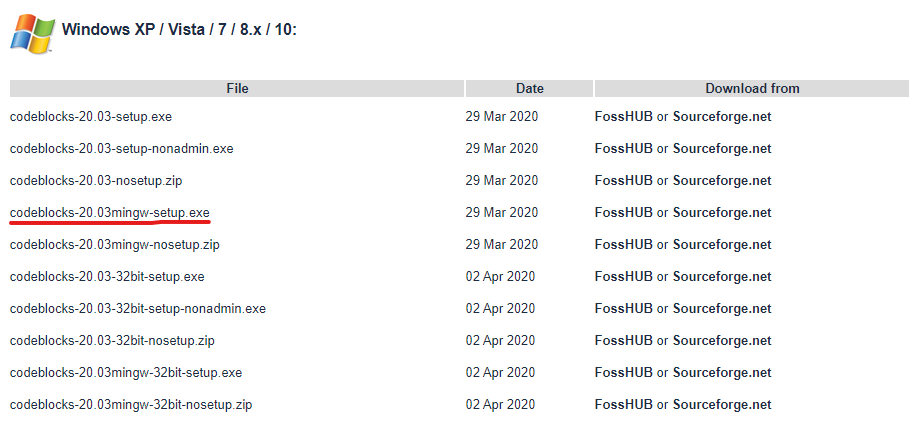 Windows XP / Vista / 7 / 8.x / 10:
File Date Download from
codeblocks-20.03-setup.exe 29 Mar 2020 FossHUB or Sourceforge.net
codeblocks-20.03-setup-nonadmin.exe 29 Mar 2020 FossHUB or Sourceforge.net
codeblocks-20.03-nosetup.zip 29 Mar 2020 FossHUB or Sourceforge.net
codeblocks-20.03mingw-setup.exe 29 Mar 2020 FossHUB or Sourceforge.net
codeblocks-20.03mingw-nosetup.zip 29 Mar 2020 FossHUB or Sourceforge.net
codeblocks-20.03-32bit-setup.exe 02 Apr 2020 FossHUB or Sourceforge.net
codeblocks-20.03-32bit-setup-nonadmin.exe 02 Apr 2020 FossHUB or Sourceforge.net
codeblocks-20.03-32bit-nosetup.zip 02 Apr 2020 FossHUB or Sourceforge.net
codeblocks-20.03mingw-32bit-setup.exe 02 Apr 2020 FossHUB or Sourceforge.net
codeblocks-20.03mingw-32bit-nosetup.zip 02 Apr 2020 FossHUB or Sourceforge.net